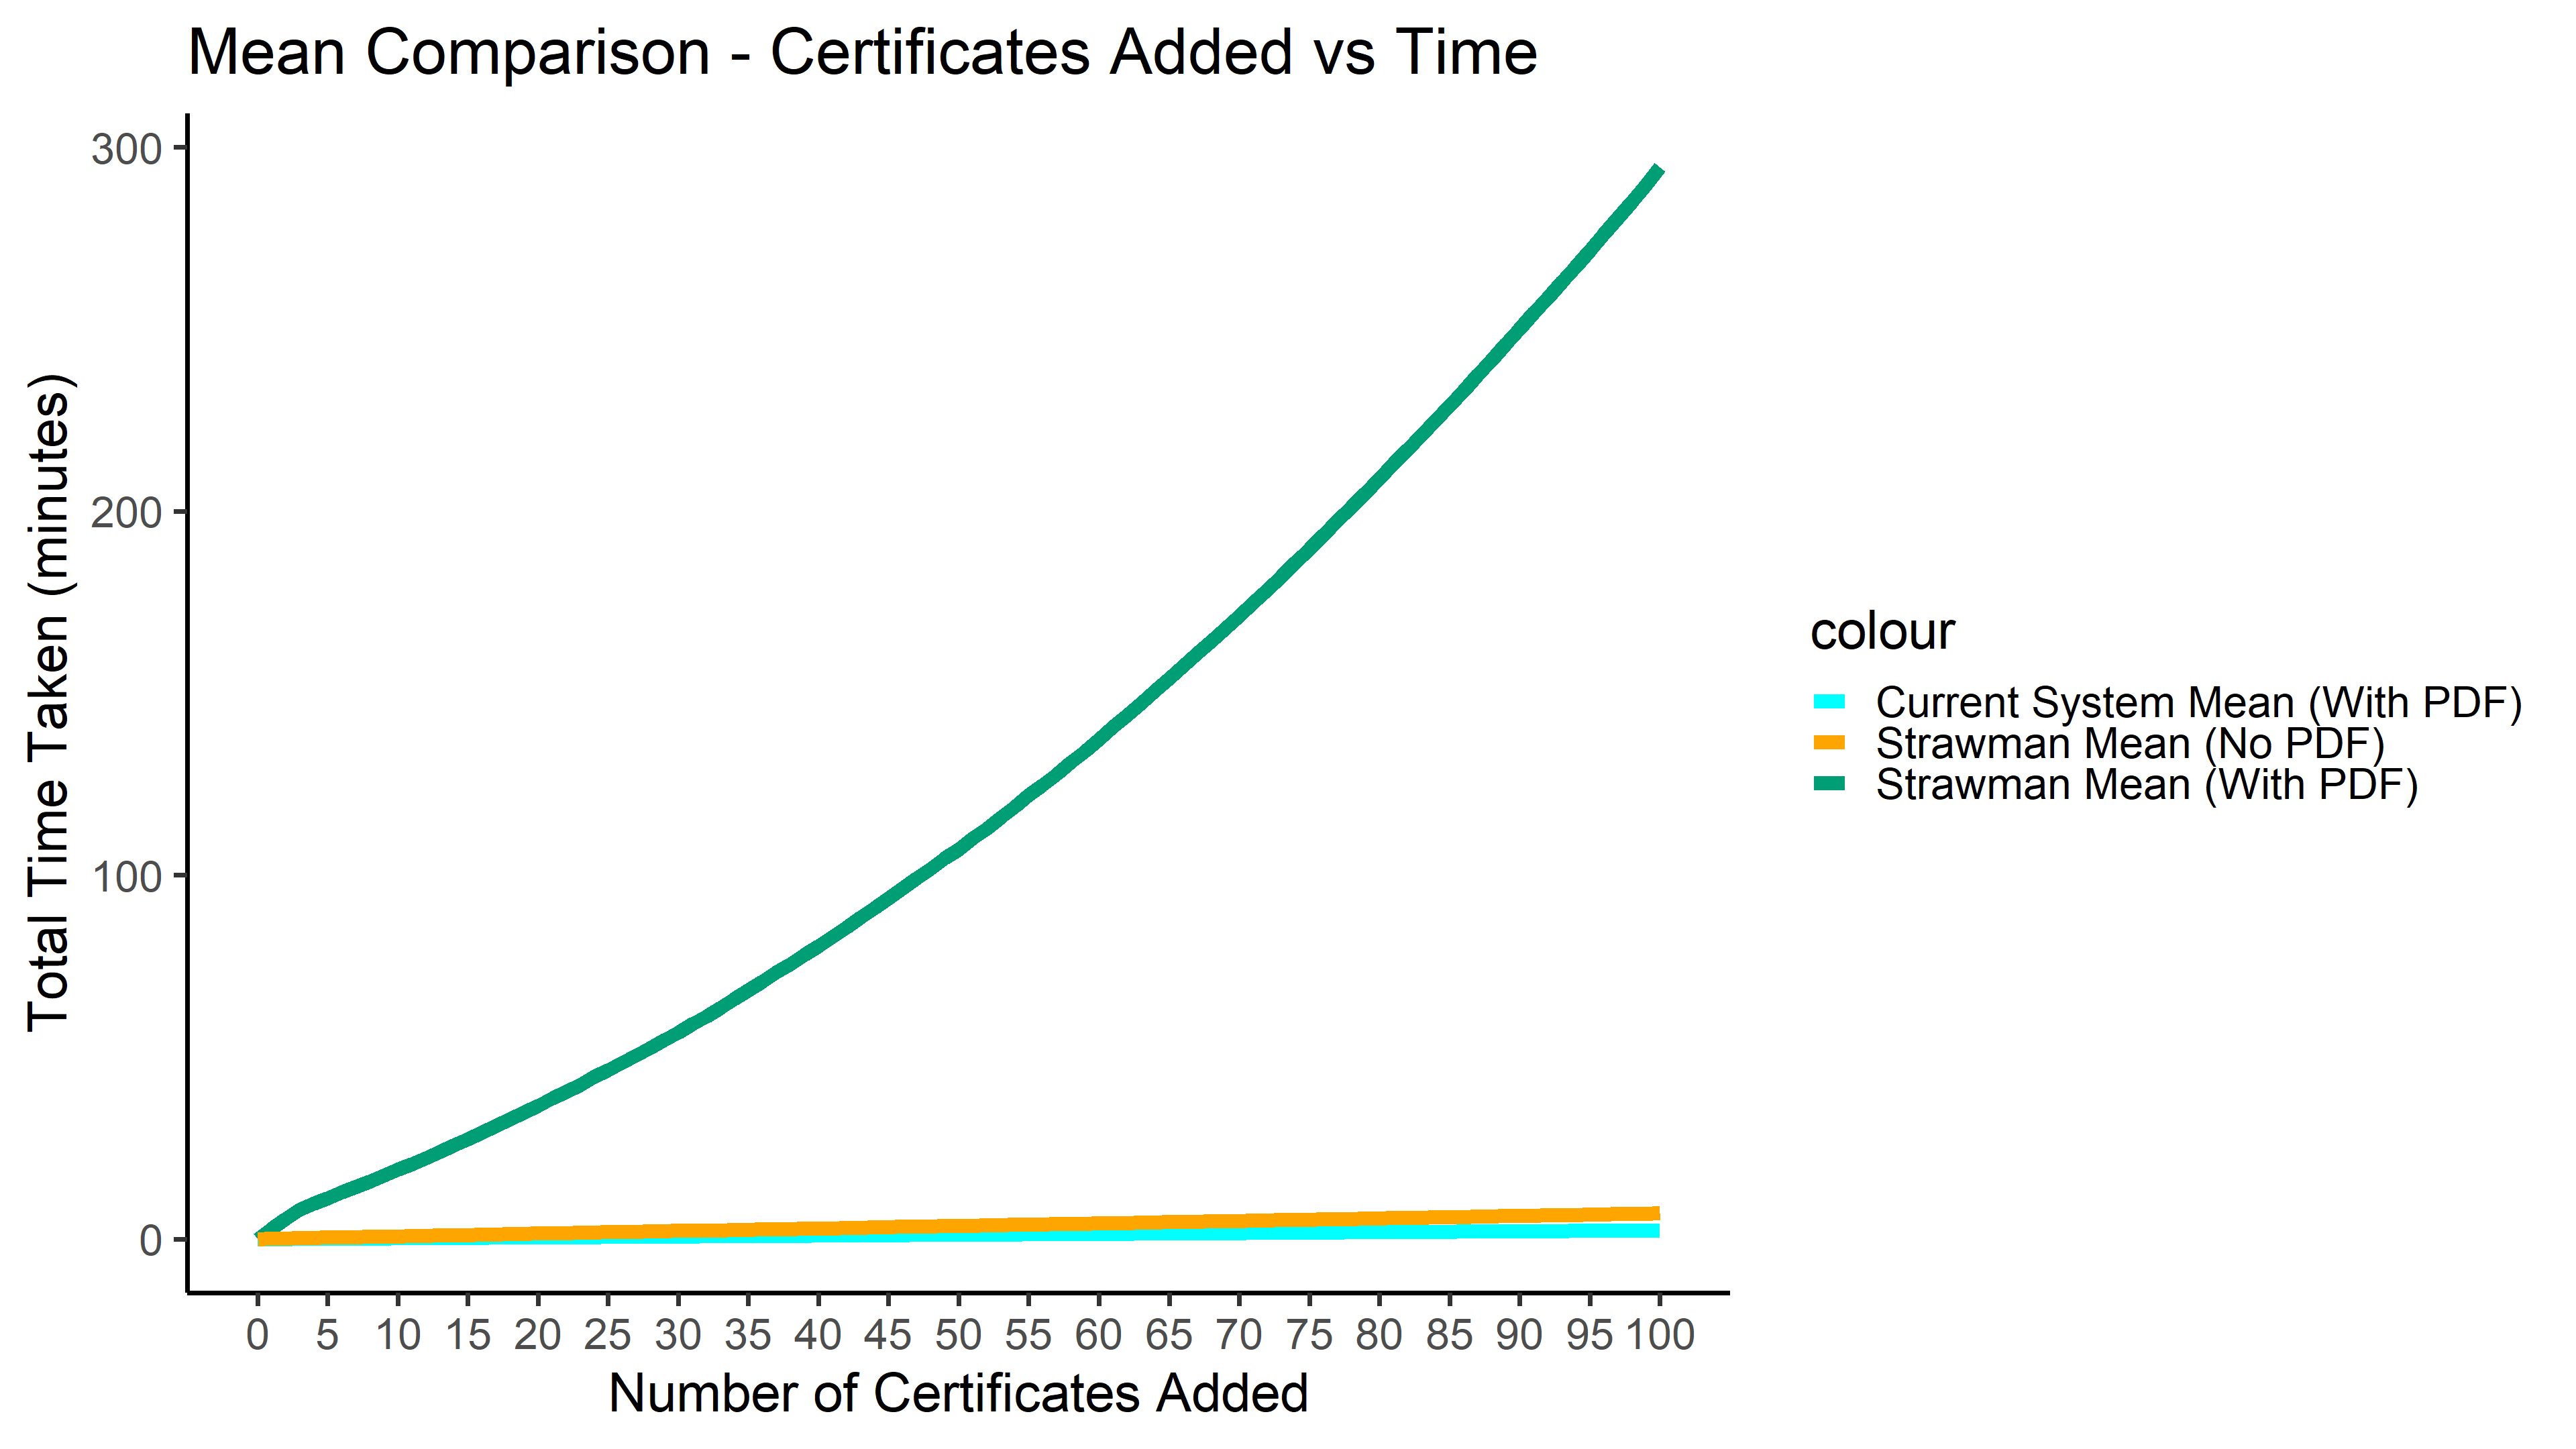 Mean Comparison - Certificates Added vs Time
Total Time Taken (minutes)
300
200
100
0
0 5 10 15 20 25 30 35 40 45 50 55 60 65 70 75 80 85 90 95 100
Number of Certificates Added
colour
Current System Mean (With PDF)
Strawman Mean (No PDF)
Strawman Mean (With PDF)